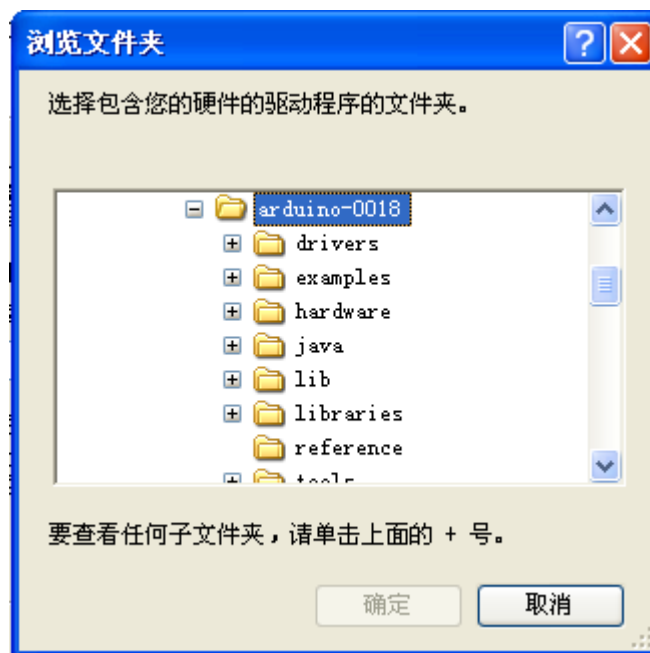 浏览文件夹
选择包含您的硬件的驱动程序的文件夹。
arduino-0018
drivers
examples
hardware
java
lib
libraries
reference
tools
要查看任何子文件夹，请单击上面的 + 号。
确定
取消